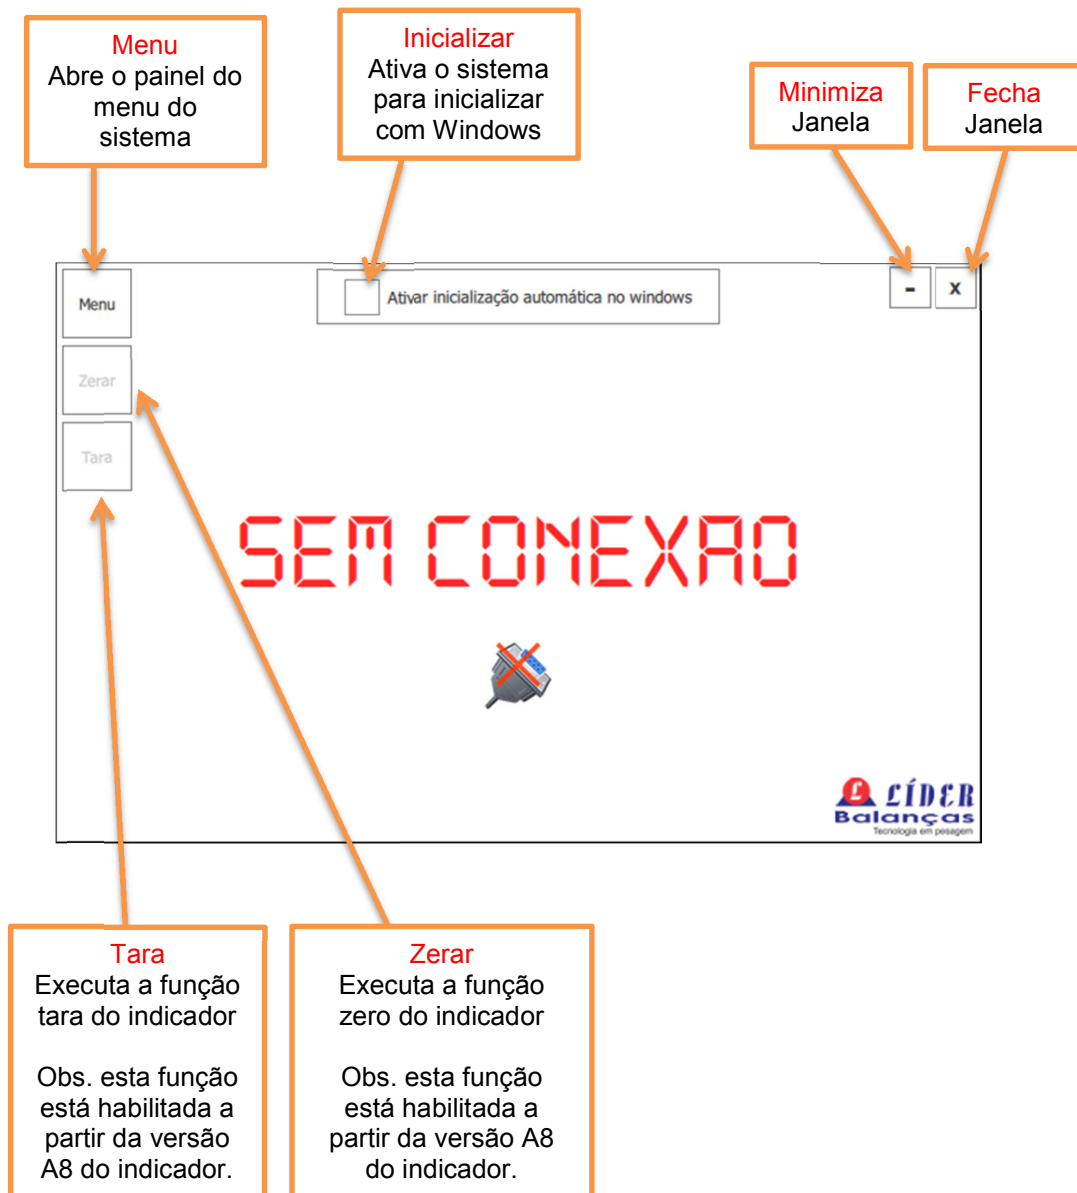 Menu
Abre o painel do
menu do
sistema
Inicializar
Ativa o sistema
para inicializar
com Windows
Minimiza
Janela
Fecha
Janela
Menu
Ativar inicialização automática no windows
-
x
Zerar
Tara
SEM CONEXAO
L LÍDER
Balanças
Tecnologia em pesagem
Tara
Executa a função
tara do indicador
Obs. esta função
está habilitada a
partir da versão
A8 do indicador.
Zerar
Executa a função
zero do indicador
Obs. esta função
está habilitada a
partir da versão A8
do indicador.